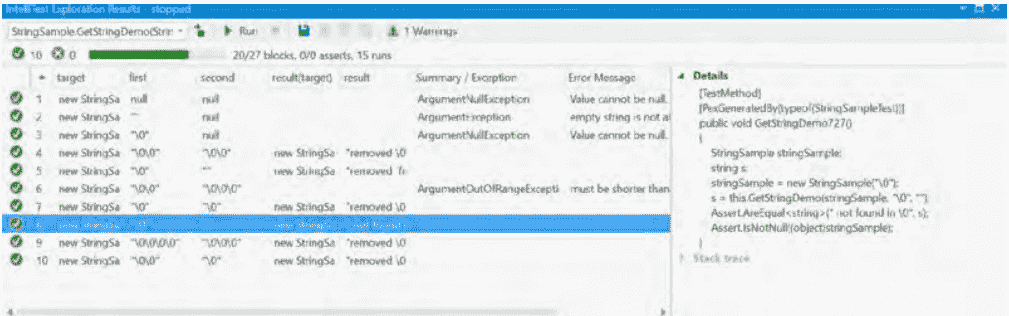 IntelliTest Exploration Results - stopped
StringSample.GetStringDemo(Strin Run 1 Warnings
10 0 20/27 blocks, 0/0 asserts, 15 runs
target first second result(target) result Summary / Exception Error Message
1 new StringSa null null ArgumentNullException Value cannot be null.
2 new StringSa "" null ArgumentException empty string is not a
3 new StringSa "\0" null ArgumentNullException Value cannot be null.
4 new StringSa "\0\0" "\0\0" new StringSa "removed \0
5 new StringSa "\0" "" new StringSa "removed
6 new StringSa "\0\0" "\0\0\0" ArgumentOutOfRangeExcepti must be shorter than
7 new StringSa "\0" "\0" new StringSa "removed \0
9 new StringSa "\0\0\0\0" "\0\0\0" new StringSa "removed \0
10 new StringSa "\0\0" "\0" new StringSa "removed \0
Details
[TestMethod]
[PexGeneratedBy(typeof(StringSampleTest))]
public void GetStringDemo727()
{
StringSample stringSample;
string s;
stringSample = new StringSample("\0");
s = this.GetStringDemo(stringSample, "\0", "");
Assert.AreEqual<string>(" not found in \0", s);
Assert.IsNotNull((object)stringSample);
}
Stack trace